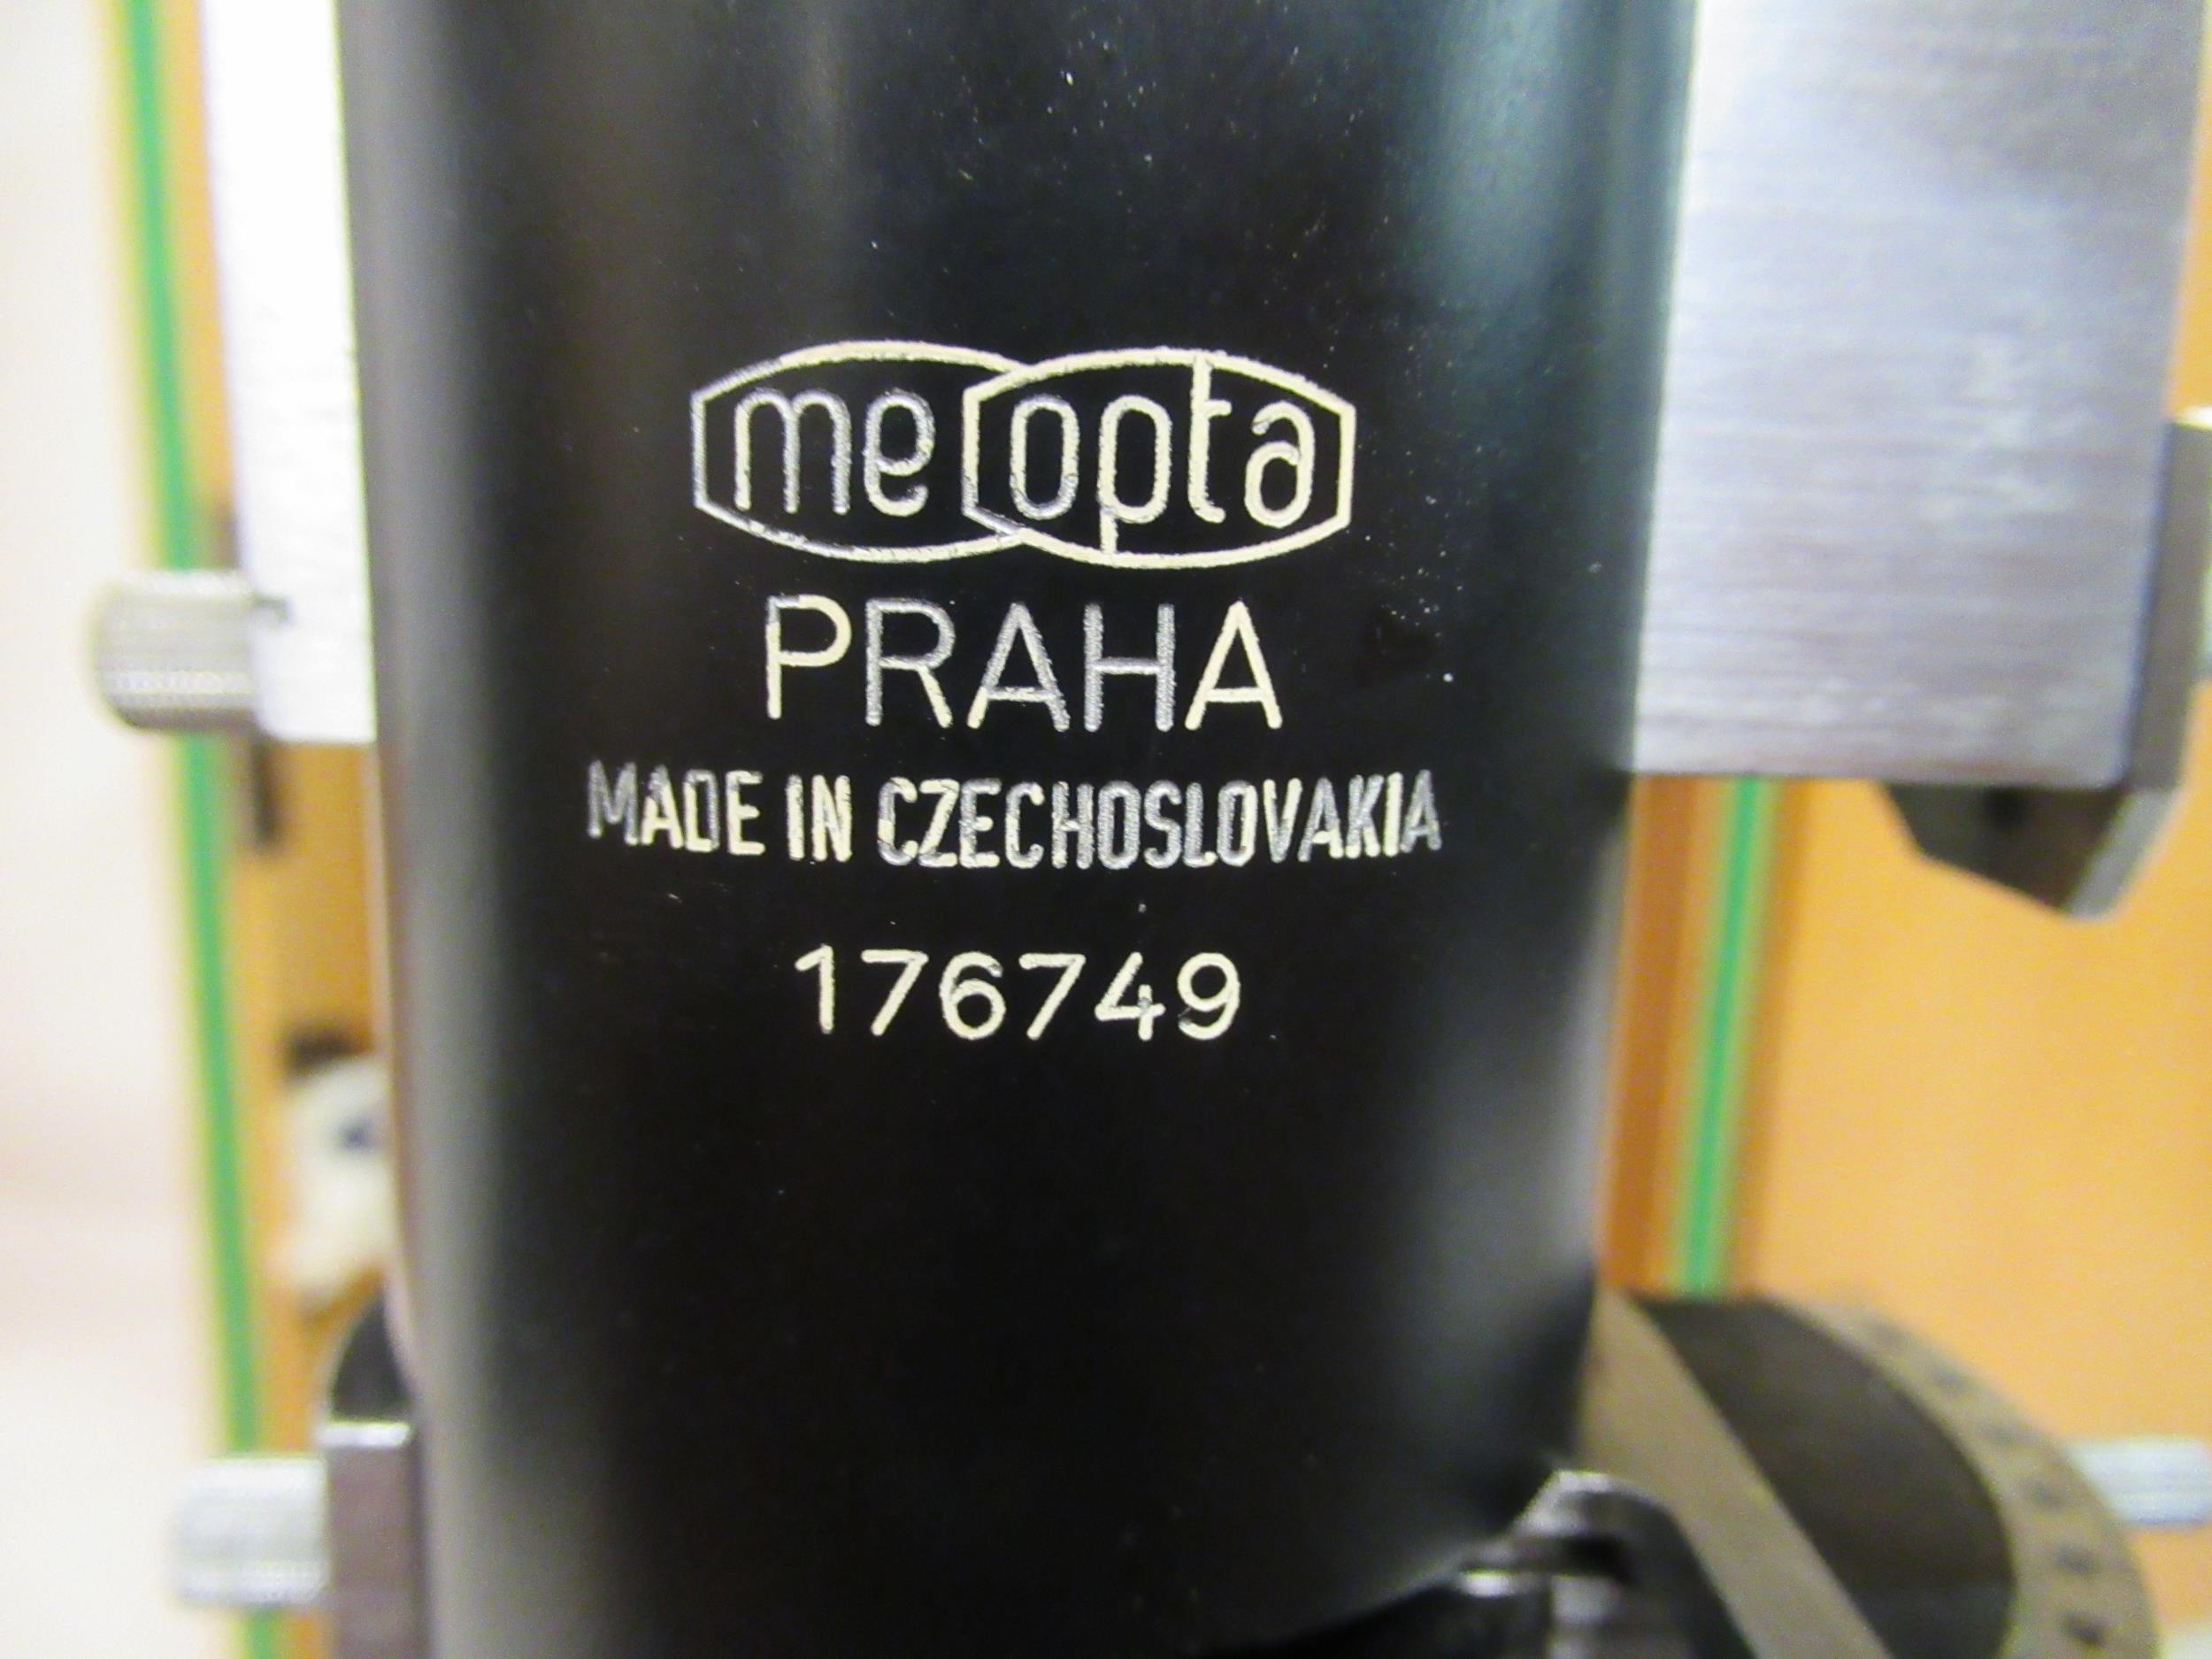 meopta
PRAHA
MADE IN CZECHOSLOVAKIA
176749